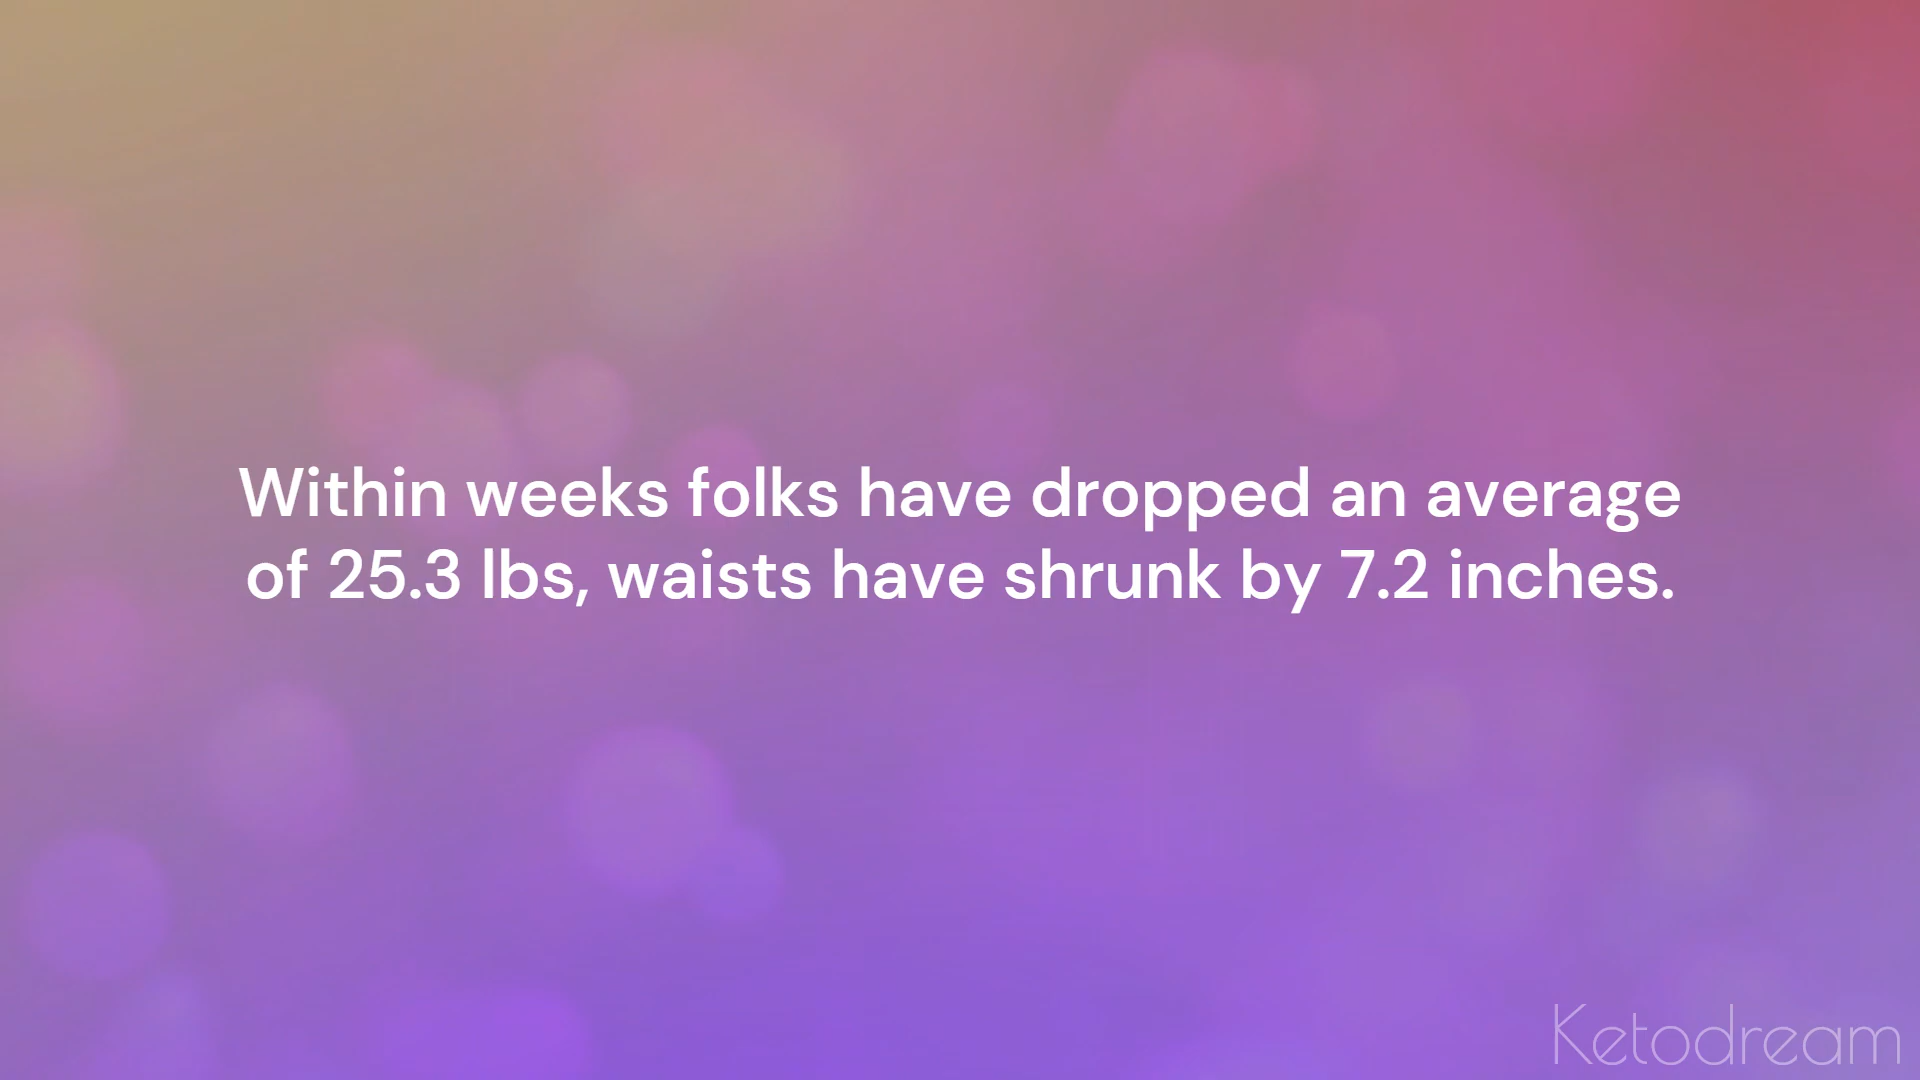 Within weeks folks have dropped an average
of 25.3 lbs, waists have shrunk by 7.2 inches.
Ketodream